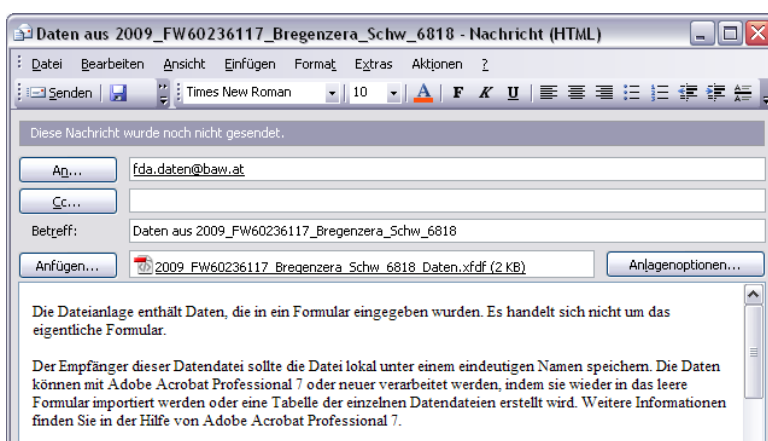 Daten aus 2009_FW60236117_Bregenzera_Schw_6818 - Nachricht (HTML)
Datei Bearbeiten Ansicht Einfügen Format Extras Aktionen ?
Senden Times New Roman 10 A F K U
Diese Nachricht wurde noch nicht gesendet.
An... fda.daten@baw.at
Cc...
Betreff: Daten aus 2009_FW60236117_Bregenzera_Schw_6818
Anfügen... 2009_FW60236117_Bregenzera_Schw_6818_Daten.xfdf (2 KB) Anlagenoptionen...
Die Dateianlage enthält Daten, die in ein Formular eingegeben wurden. Es handelt sich nicht um das
eigentliche Formular.
Der Empfänger dieser Datendatei sollte die Datei lokal unter einem eindeutigen Namen speichern. Die Daten
können mit Adobe Acrobat Professional 7 oder neuer verarbeitet werden, indem sie wieder in das leere
Formular importiert werden oder eine Tabelle der einzelnen Datendateien erstellt wird. Weitere Informationen
finden Sie in der Hilfe von Adobe Acrobat Professional 7.